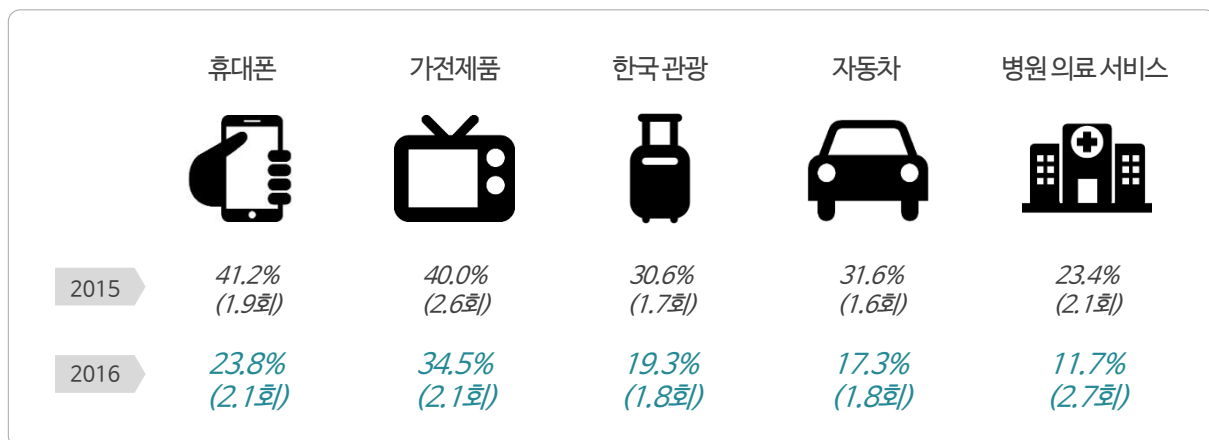 휴대폰 가전제품 한국 관광 자동차 병원 의료 서비스
2015 41.2% 40.0% 30.6% 31.6% 23.4%
(1.9회) (2.6회) (1.7회) (1.6회) (2.1회)
2016 23.8% 34.5% 19.3% 17.3% 11.7%
(2.1회) (2.1회) (1.8회) (1.8회) (2.7회)